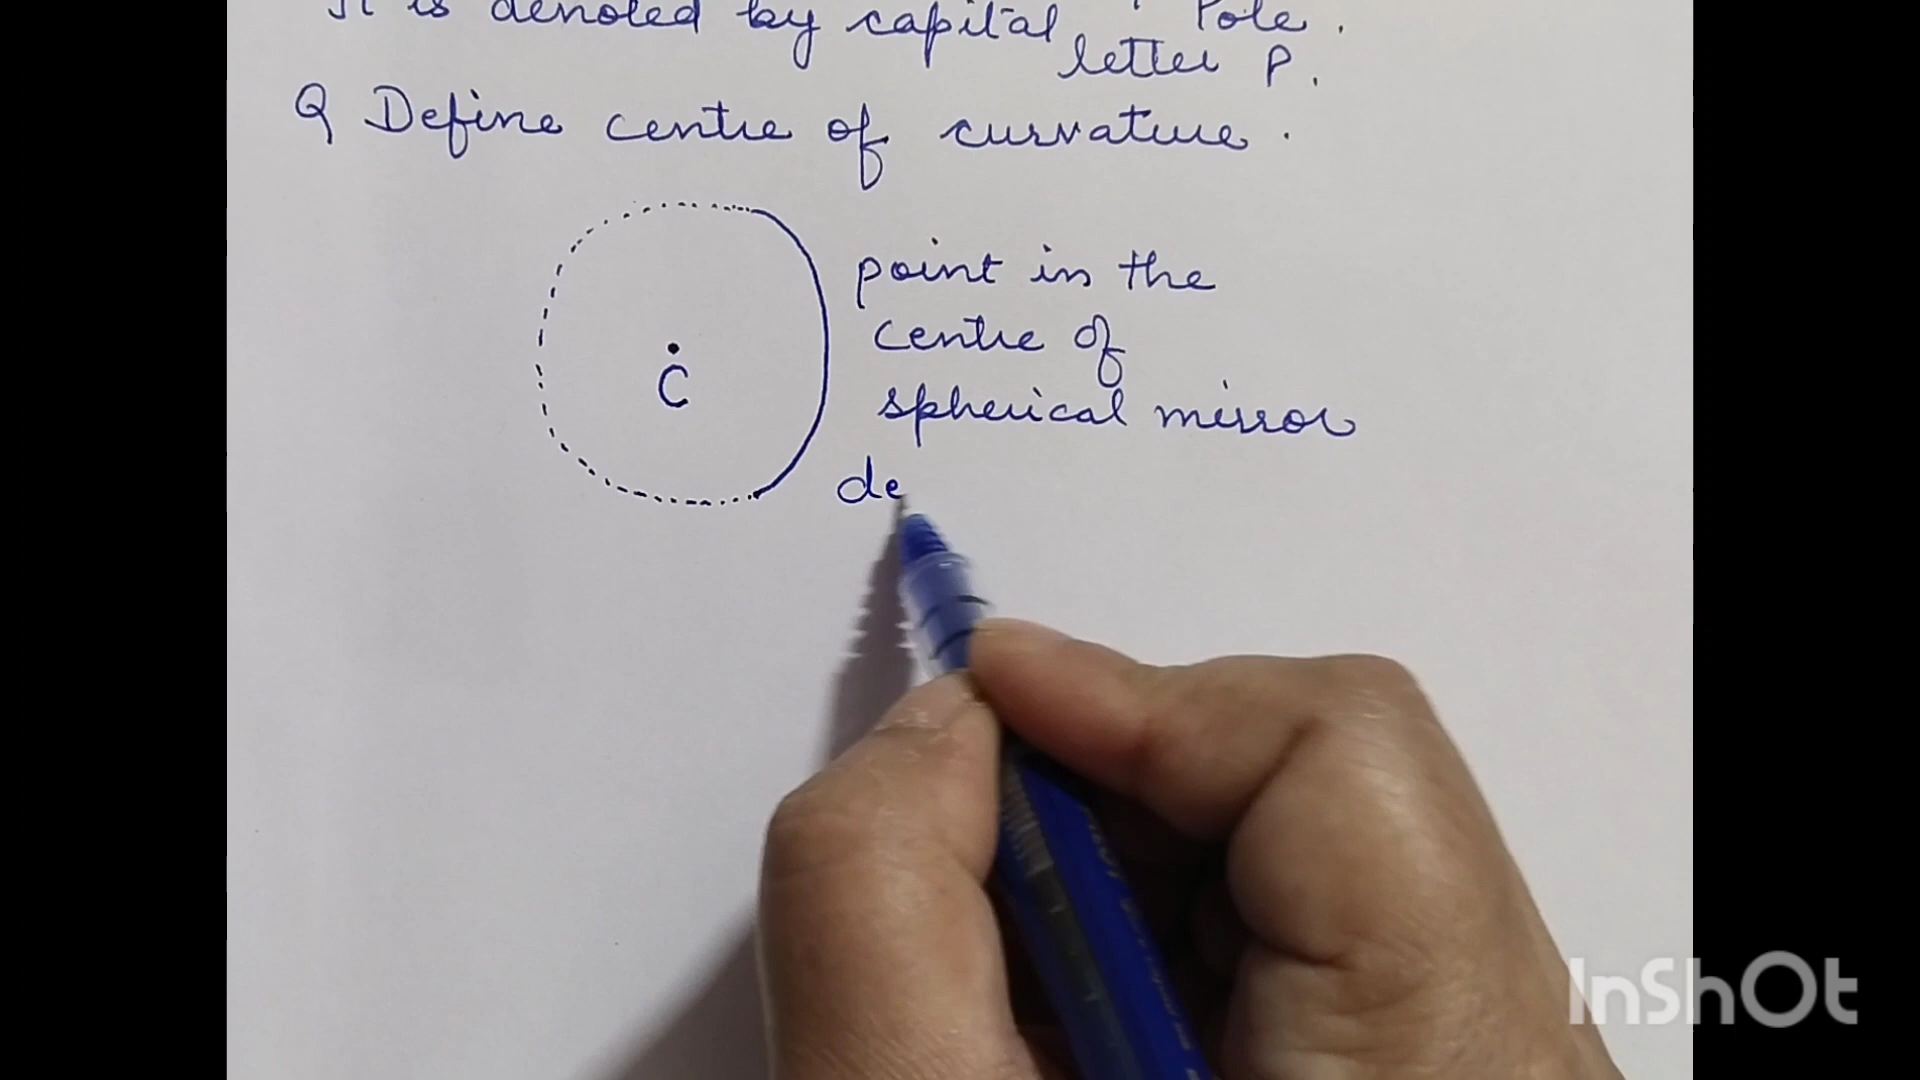 It is denoted by capital Pole.
letter P.
Q Define centre of curvature.
point in the
centre of
C
spherical mirror
de
InShOt